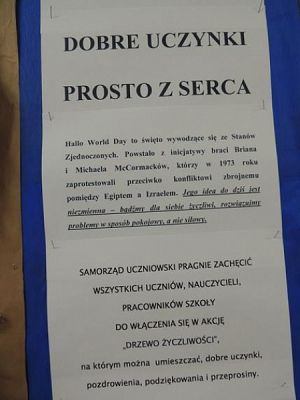 DOBRE UCZYNKI
PROSTO Z SERCA
Hallo World Day to święto wywodzące się ze Stanów
Zjednoczonych. Powstało z inicjatywy braci Briana
i Michaela McCormacków, którzy w 1973 roku
zaprotestowali przeciwko konfliktowi zbrojnemu
pomiędzy Egiptem a Izraelem. Jego idea do dziś jest
niezmienna – bądźmy dla siebie życzliwi, rozwiązujmy
problemy w sposób pokojowy, a nie siłowy.
SAMORZĄD UCZNIOWSKI PRAGNIE ZACHĘCIĆ
WSZYSTKICH UCZNIÓW, NAUCZYCIELI,
PRACOWNIKÓW SZKOŁY
DO WŁĄCZENIA SIĘ W AKCJĘ
„DRZEWO ŻYCZLIWOŚCI”,
na którym można umieszczać, dobre uczynki,
pozdrowienia, podziękowania i przeprosiny.